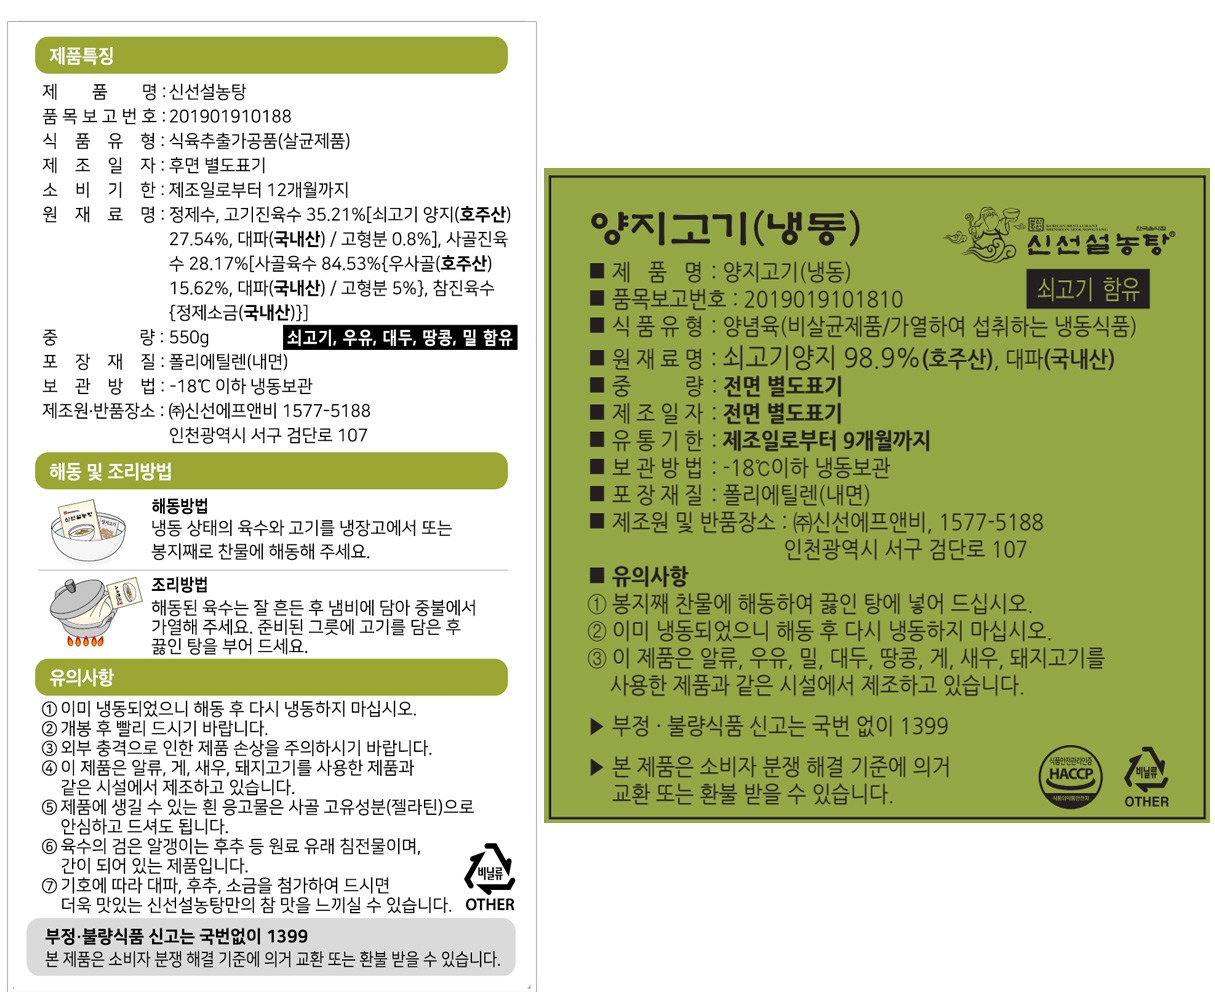 제품특징
제 품 명 : 신선설농탕
품목보고번호 : 201901910188
식 품 유 형 : 식육추출가공품(살균제품)
제 조 일 자 : 후면 별도표기
소 비 기 한 : 제조일로부터 12개월까지
원 재 료 명 : 정제수, 고기진육수 35.21%[쇠고기 양지(호주산)
27.54%, 대파(국내산) / 고형분 0.8%], 사골진육
수 28.17%[사골육수 84.53%{우사골(호주산)
15.62%, 대파(국내산) / 고형분 5%}, 참진육수
{정제소금(국내산)}]
중 량 : 550g 쇠고기, 우유, 대두, 땅콩, 밀 함유
포 장 재 질 : 폴리에틸렌(내면)
보 관 방 법 : -18℃ 이하 냉동보관
제조원·반품장소 : ㈜신선에프앤비 1577-5188
인천광역시 서구 검단로 107
해동 및 조리방법
해동방법
냉동 상태의 육수와 고기를 냉장고에서 또는
봉지째로 찬물에 해동해 주세요.
조리방법
해동된 육수는 잘 흔든 후 냄비에 담아 중불에서
가열해 주세요. 준비된 그릇에 고기를 담은 후
끓인 탕을 부어 드세요.
유의사항
① 이미 냉동되었으니 해동 후 다시 냉동하지 마십시오.
② 개봉 후 빨리 드시기 바랍니다.
③ 외부 충격으로 인한 제품 손상을 주의하시기 바랍니다.
④ 이 제품은 알류, 게, 새우, 돼지고기를 사용한 제품과
같은 시설에서 제조하고 있습니다.
⑤ 제품에 생길 수 있는 흰 응고물은 사골 고유성분(젤라틴)으로
안심하고 드셔도 됩니다.
⑥ 육수의 검은 알갱이는 후추 등 원료 유래 침전물이며,
간이 되어 있는 제품입니다.
⑦ 기호에 따라 대파, 후추, 소금을 첨가하여 드시면
더욱 맛있는 신선설농탕만의 참 맛을 느끼실 수 있습니다.
비닐류
OTHER
부정·불량식품 신고는 국번없이 1399
본 제품은 소비자 분쟁 해결 기준에 의거 교환 또는 환불 받을 수 있습니다.
양지고기(냉동)
신선설농탕
쇠고기 함유
■ 제 품 명 : 양지고기(냉동)
■ 품목보고번호 : 2019019101810
■ 식 품 유 형 : 양념육(비살균제품/가열하여 섭취하는 냉동식품)
■ 원 재 료 명 : 쇠고기양지 98.9%(호주산), 대파(국내산)
■ 중 량 : 전면 별도표기
■ 제 조 일 자 : 전면 별도표기
■ 유 통 기 한 : 제조일로부터 9개월까지
■ 보 관 방 법 : -18℃이하 냉동보관
■ 포 장 재 질 : 폴리에틸렌(내면)
■ 제조원 및 반품장소 : ㈜신선에프앤비, 1577-5188
인천광역시 서구 검단로 107
■ 유의사항
① 봉지째 찬물에 해동하여 끓인 탕에 넣어 드십시오.
② 이미 냉동되었으니 해동 후 다시 냉동하지 마십시오.
③ 이 제품은 알류, 우유, 밀, 대두, 땅콩, 게, 새우, 돼지고기를
사용한 제품과 같은 시설에서 제조하고 있습니다.
▶ 부정 · 불량식품 신고는 국번 없이 1399
▶ 본 제품은 소비자 분쟁 해결 기준에 의거
교환 또는 환불 받을 수 있습니다.
식품안전관리인증
HACCP
식품의약품안전처
비닐류
OTHER